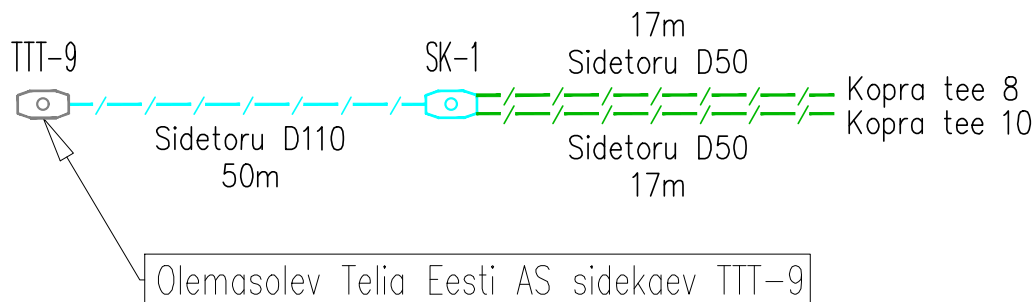 TTT-9
Sidetoru D110
50m
SK-1
17m
Sidetoru D50
Sidetoru D50
17m
Kopra tee 8
Kopra tee 10
Olemasolev Telia Eesti AS sidekaev TTT-9